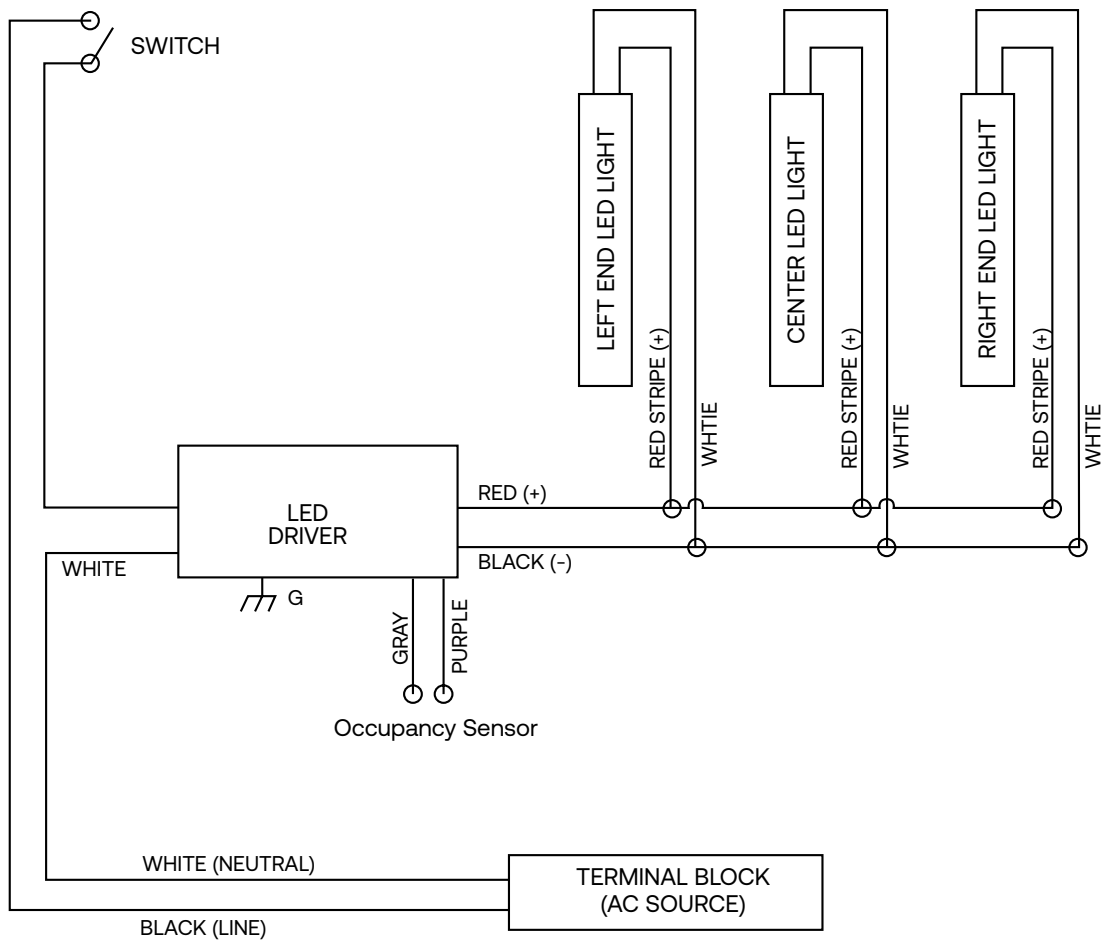 SWITCH
LEFT END LED LIGHT
CENTER LED LIGHT
RIGHT END LED LIGHT
RED STRIPE (+)
WHTIE
RED STRIPE (+)
WHTIE
RED STRIPE (+)
WHTIE
RED (+)
LED
DRIVER
BLACK (-)
WHITE
G
GRAY
PURPLE
Occupancy Sensor
WHITE (NEUTRAL)
TERMINAL BLOCK
(AC SOURCE)
BLACK (LINE)